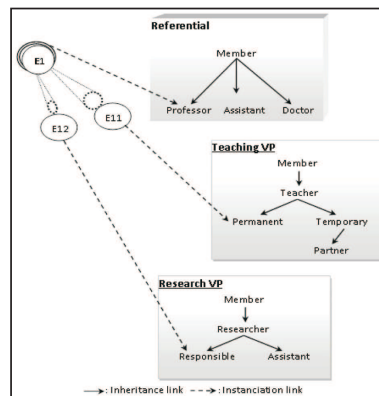 Referential
Member
Professor Assistant Doctor
E1
E12
E11
Teaching VP
Member
Teacher
Permanent Temporary
Partner
Research VP
Member
Researcher
Responsible Assistant
: Inheritance link : Instanciation link